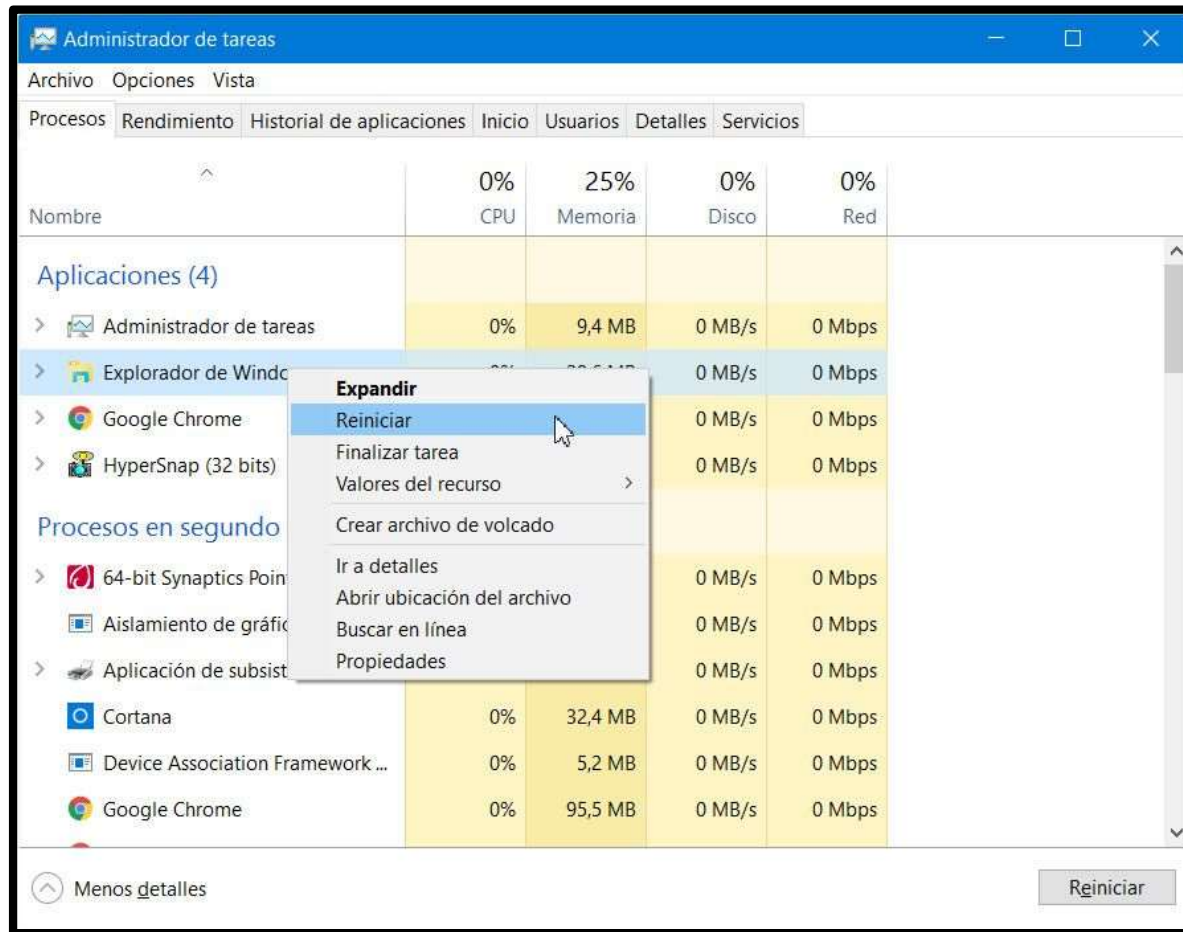 Administrador de tareas
Archivo Opciones Vista
Procesos Rendimiento Historial de aplicaciones Inicio Usuarios Detalles Servicios
0% 25% 0% 0%
Nombre CPU Memoria Disco Red
Aplicaciones (4)
Administrador de tareas 0% 9,4 MB 0 MB/s 0 Mbps
Explorador de 0 MB/s 0 Mbps
Expandir
Google Chrome 0 MB/s 0 Mbps
Reiniciar
Finalizar tarea
HyperSnap (32 bits) 0 MB/s 0 Mbps
Valores del recurso
Procesos en segundo
Crear archivo de volcado
Ir a detalles
64-bit Synaptics 0 MB/s 0 Mbps
Abrir ubicación del archivo
Aislamiento de 0 MB/s 0 Mbps
Buscar en línea
Propiedades
Aplicación de 0 MB/s 0 Mbps
Cortana 0% 32,4 MB 0 MB/s 0 Mbps
Device Association Framework ... 0% 5,2 MB 0 MB/s 0 Mbps
Google Chrome 0% 95,5 MB 0 MB/s 0 Mbps
Menos detalles Reiniciar